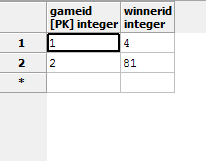 gameid winnerid
[PK] integer integer
1 1 4
2 2 81
*